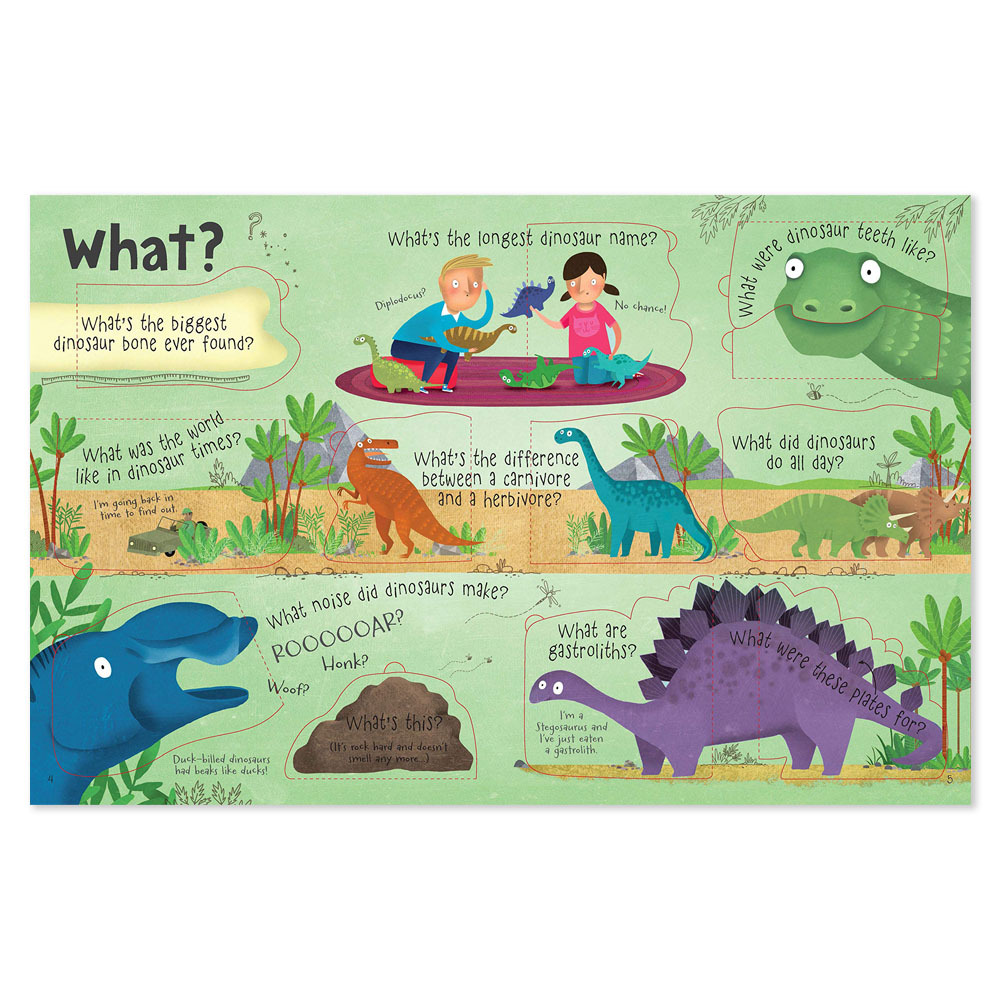 What?
What's the biggest
dinosaur bone ever found?
What's the longest dinosaur name?
Diplodocus?
No chance!
What were dinosaur teeth like?
What was the world
like in dinosaur times?
I'm going back in
time to find out.
What's the difference
between a carnivore
and a herbivore?
What did dinosaurs
do all day?
What noise did dinosaurs make?
ROOOOOAR?
Honk?
Woof?
Duck-billed dinosaurs
had beaks like ducks!
What's this?
(It's rock hard and doesn't
smell any more...)
What are
gastroliths?
I'm a
Stegosaurus and
I've just eaten
a gastrolith.
What were these plates for?
4
5